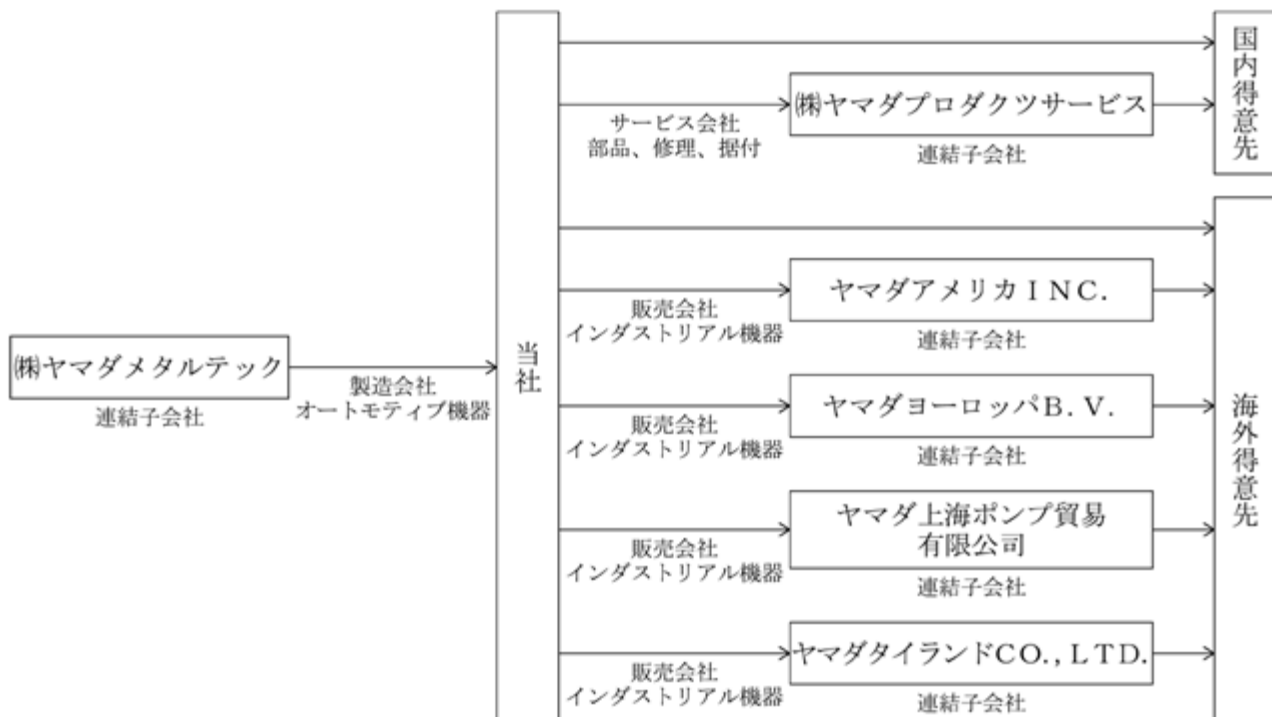 国内得意先
㈱ヤマダプロダクツサービス
サービス会社
部品、修理、据付
連結子会社
ヤマダアメリカＩＮＣ.
販売会社
インダストリアル機器
連結子会社
㈱ヤマダメタルテック
製造会社
オートモティブ機器
連結子会社
当社
ヤマダヨーロッパＢ.Ｖ.
販売会社
インダストリアル機器
連結子会社
海外得意先
ヤマダ上海ポンプ貿易
有限公司
販売会社
インダストリアル機器
連結子会社
ヤマダタイランドCO.,ＬＴＤ.
販売会社
インダストリアル機器
連結子会社